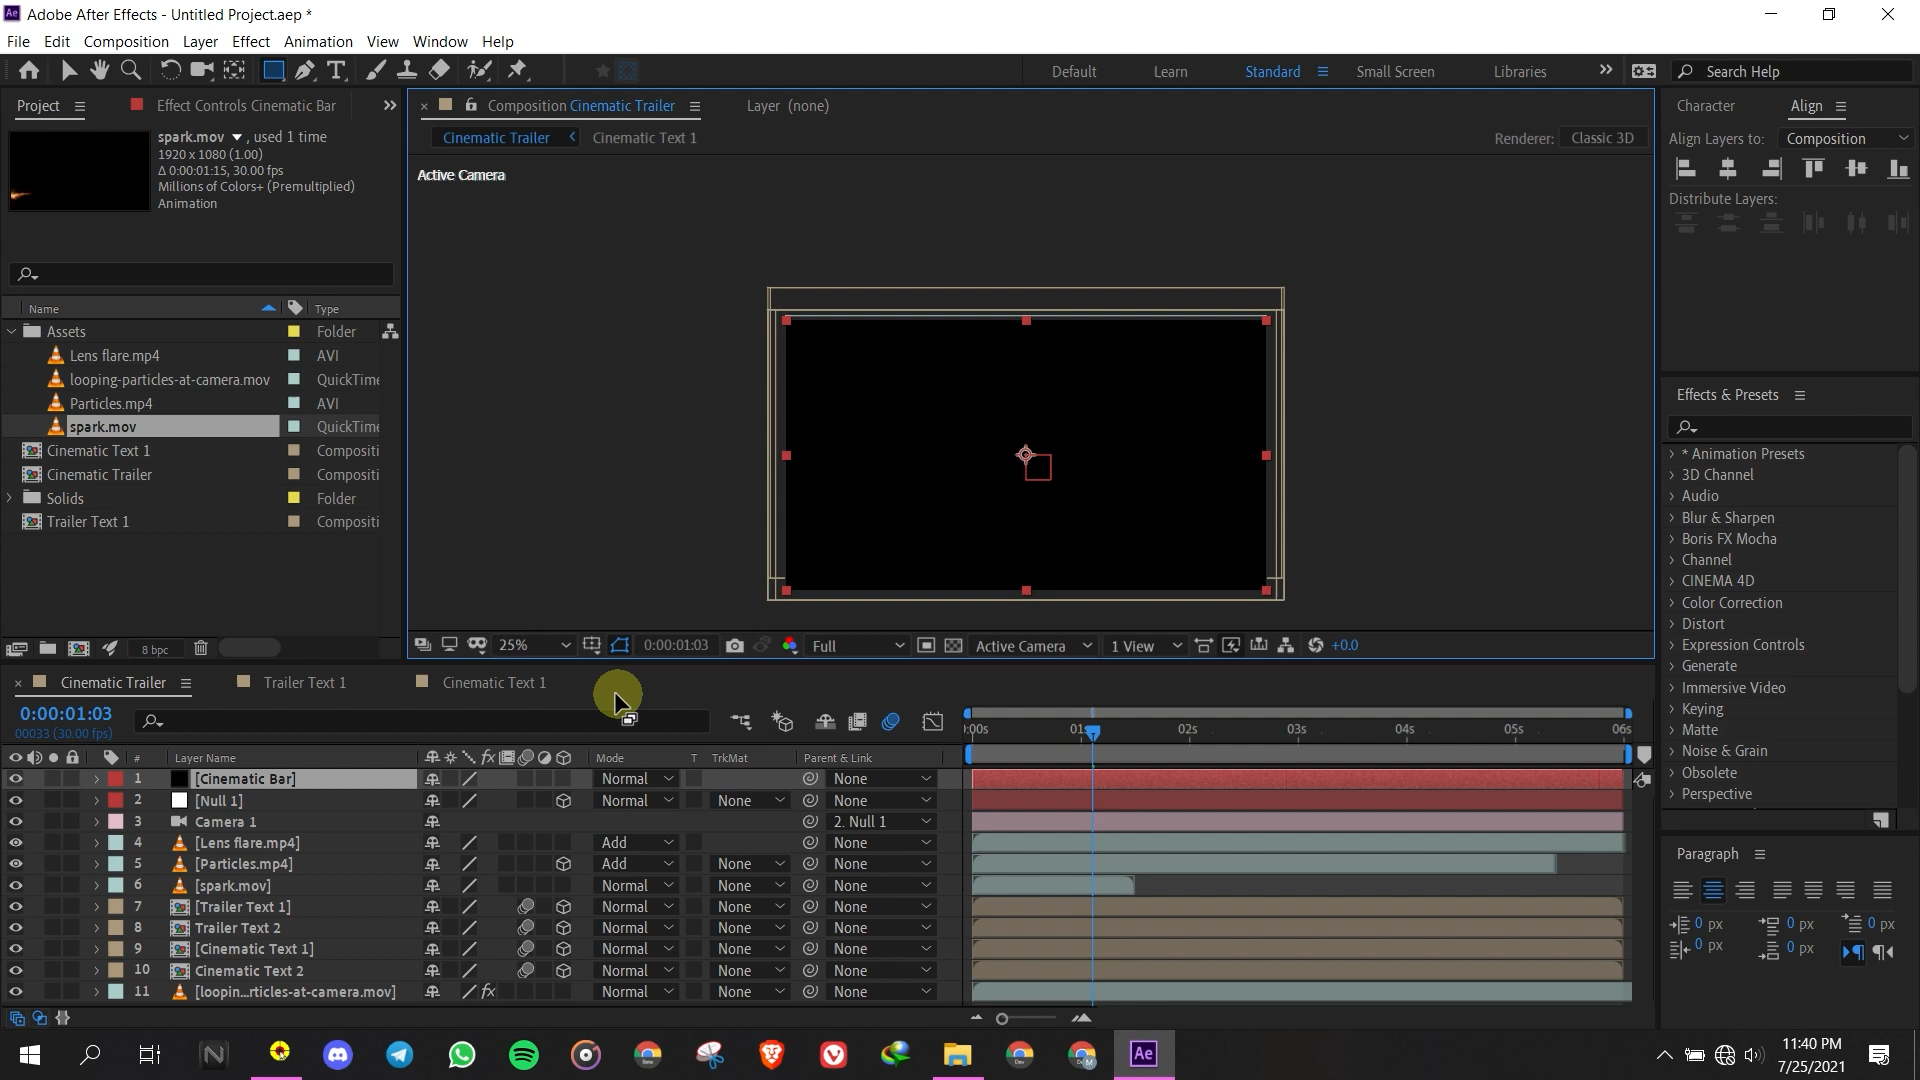 Adobe After Effects - Untitled Project.aep *
File Edit Composition Layer Effect Animation View Window Help
Default Learn Standard Small Screen Libraries Search Help
Project Effect Controls Cinematic Bar
spark.mov , used 1 time
1920 x 1080 (1.00)
Δ 0:00:01:15, 30.00 fps
Millions of Colors+ (Premultiplied)
Animation
Name Type
Assets Folder
Lens flare.mp4 AVI
looping-particles-at-camera.mov QuickTime
Particles.mp4 AVI
spark.mov QuickTime
Cinematic Text 1 Compositi
Cinematic Trailer Compositi
Solids Folder
Trailer Text 1 Compositi
8 bpc
Composition Cinematic Trailer Layer (none)
Cinematic Trailer Cinematic Text 1 Renderer: Classic 3D
Active Camera
25% 0:00:01:03 Full Active Camera 1 View +0.0
Character Align
Align Layers to: Composition
Distribute Layers:
Effects & Presets
* Animation Presets
3D Channel
Audio
Blur & Sharpen
Boris FX Mocha
Channel
CINEMA 4D
Color Correction
Distort
Expression Controls
Generate
Immersive Video
Keying
Matte
Noise & Grain
Obsolete
Perspective
Paragraph
0 px 0 px 0 px
0 px 0 px
Cinematic Trailer Trailer Text 1 Cinematic Text 1
0:00:01:03
00033 (30.00 fps)
:00s 01s 02s 03s 04s 05s 06s
# Layer Name Mode T TrkMat Parent & Link
1 [Cinematic Bar] Normal None
2 [Null 1] Normal None None
3 Camera 1 2. Null 1
4 [Lens flare.mp4] Add None
5 [Particles.mp4] Add None None
6 [spark.mov] Normal None None
7 [Trailer Text 1] Normal None None
8 Trailer Text 2 Normal None None
9 [Cinematic Text 1] Normal None None
10 Cinematic Text 2 Normal None None
11 [loopin...rticles-at-camera.mov] Normal None None
11:40 PM
7/25/2021